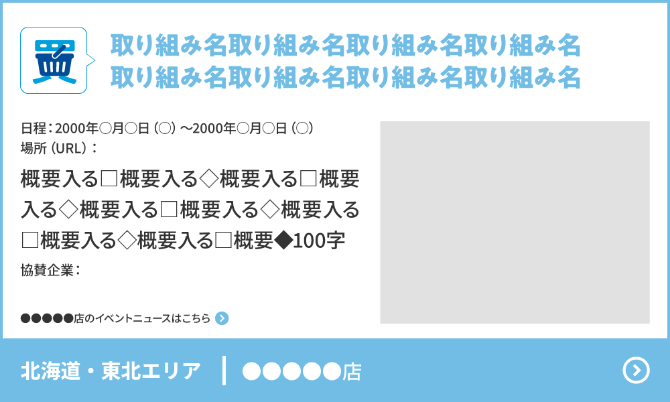 買
取り組み名取り組み名取り組み名取り組み名
取り組み名取り組み名取り組み名取り組み名
日程：2000年○月○日（○）～2000年○月○日（○）
場所（URL）：
概要入る□概要入る◇概要入る□概要
入る◇概要入る□概要入る◇概要入る
□概要入る◇概要入る□概要◆100字
協賛企業：
●●●●●店のイベントニュースはこちら
北海道・東北エリア｜●●●●●店